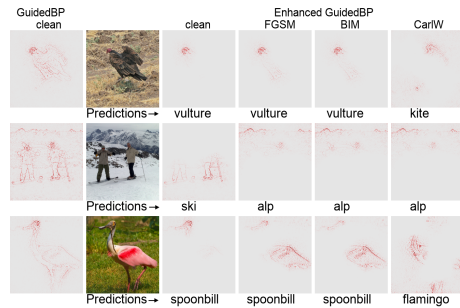 GuidedBP
clean
Enhanced GuidedBP
clean FGSM BIM CarlW
Predictions→ vulture vulture vulture kite
Predictions→ ski alp alp alp
Predictions→ spoonbill spoonbill spoonbill flamingo